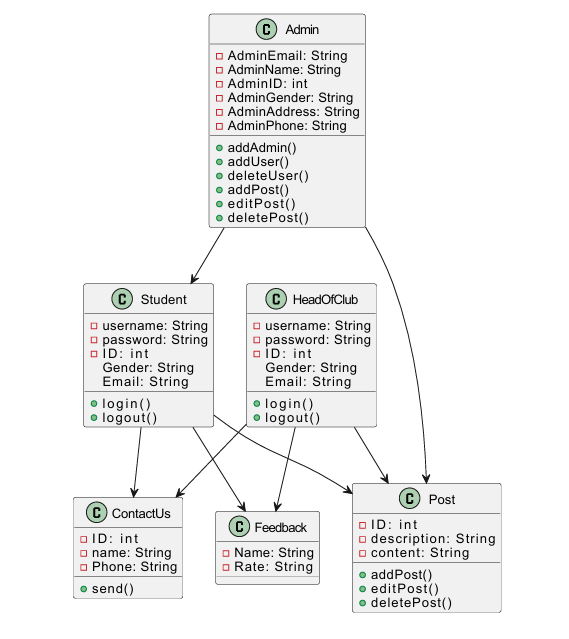 C Admin
AdminEmail: String
AdminName: String
AdminID: int
AdminGender: String
AdminAddress: String
AdminPhone: String
addAdmin()
addUser()
deleteUser()
addPost()
editPost()
deletePost()
C Student
username: String
password: String
ID: int
Gender: String
Email: String
login()
logout()
C HeadOfClub
username: String
password: String
ID: int
Gender: String
Email: String
login()
logout()
C ContactUs
ID: int
name: String
Phone: String
send()
C Feedback
Name: String
Rate: String
C Post
ID: int
description: String
content: String
addPost()
editPost()
deletePost()